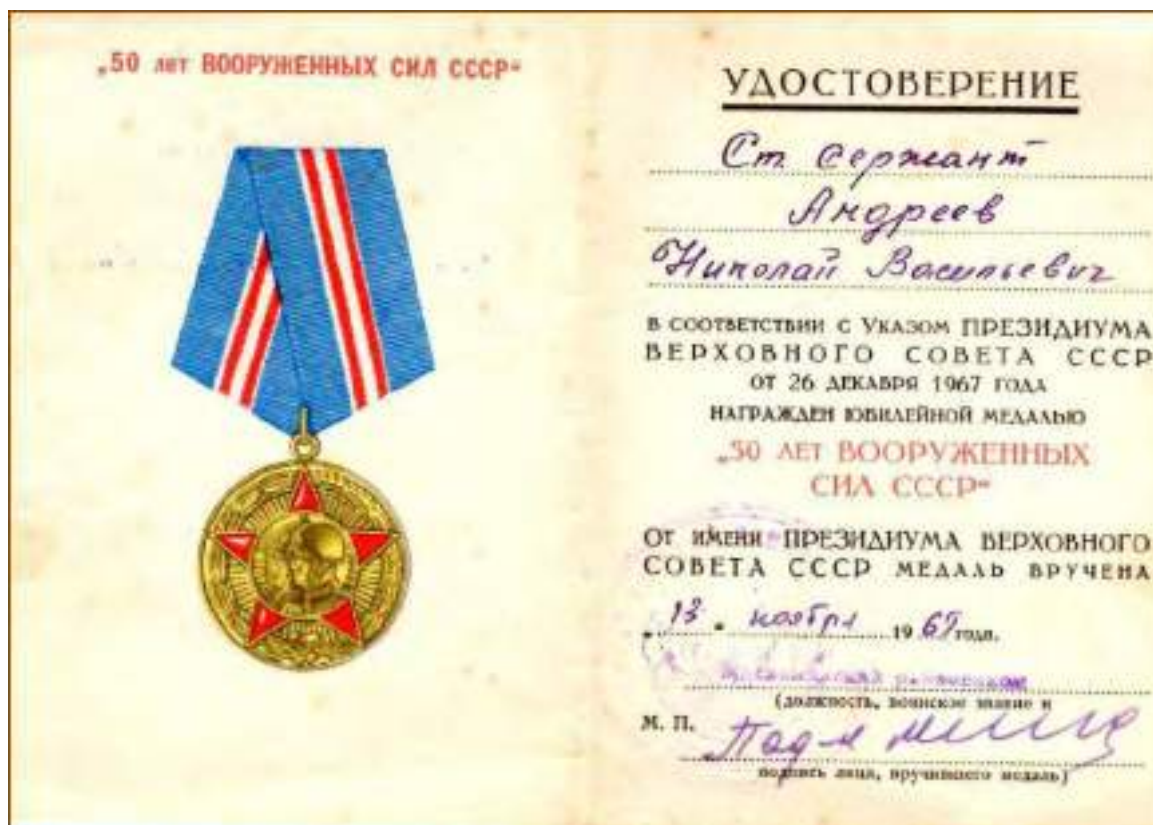 „50 лет ВООРУЖЕННЫХ СИЛ СССР“
УДОСТОВЕРЕНИЕ
Ст. Сержант
Андреев
Николай Васильевич
В СООТВЕТСТВИИ С УКАЗОМ ПРЕЗИДИУМА
ВЕРХОВНОГО СОВЕТА СССР
ОТ 26 ДЕКАБРЯ 1967 ГОДА
НАГРАЖДЕН ЮБИЛЕЙНОЙ МЕДАЛЬЮ
„50 ЛЕТ ВООРУЖЕННЫХ
СИЛ СССР“
ОТ ИМЕНИ ПРЕЗИДИУМА ВЕРХОВНОГО
СОВЕТА СССР МЕДАЛЬ ВРУЧЕНА
„13“ ноября 1969 года.
(должность, воинское звание и
М. П.
подпись лица, вручившего медаль)